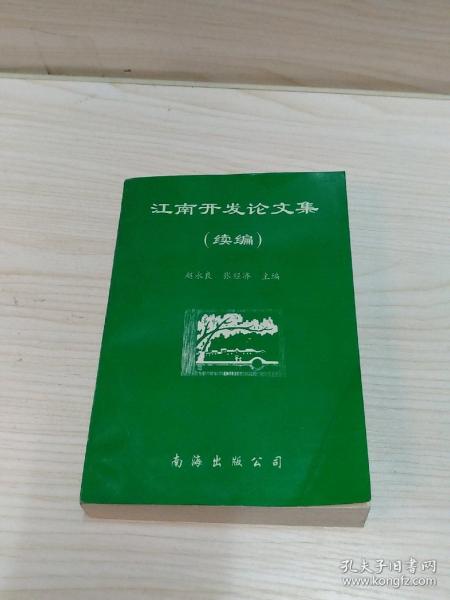 江南开发论文集
(续编)
赵永良 张经济 主编
南海出版公司
孔夫子旧书网
www.kongfz.com